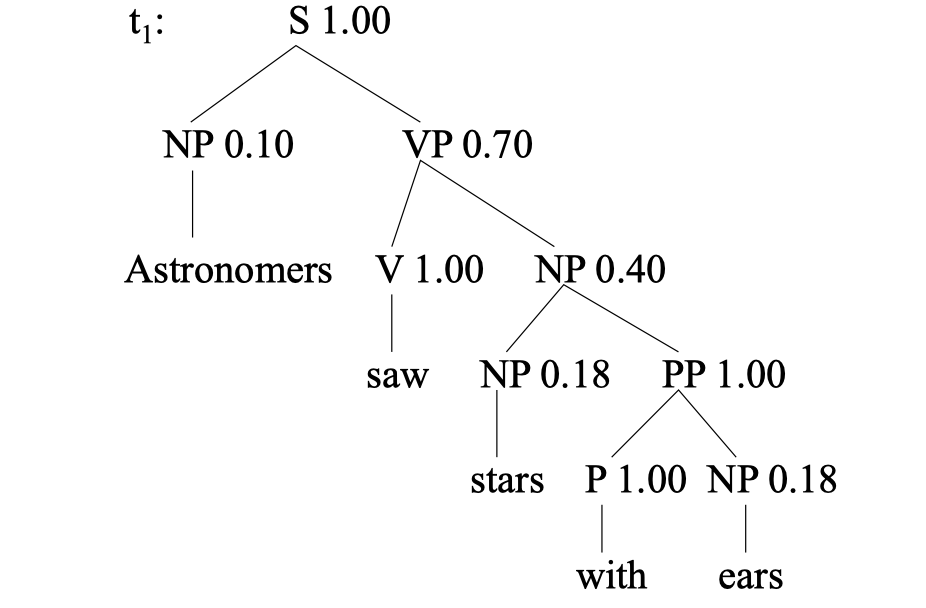 t₁: S 1.00
NP 0.10 VP 0.70
Astronomers V 1.00 NP 0.40
saw NP 0.18 PP 1.00
stars P 1.00 NP 0.18
with ears